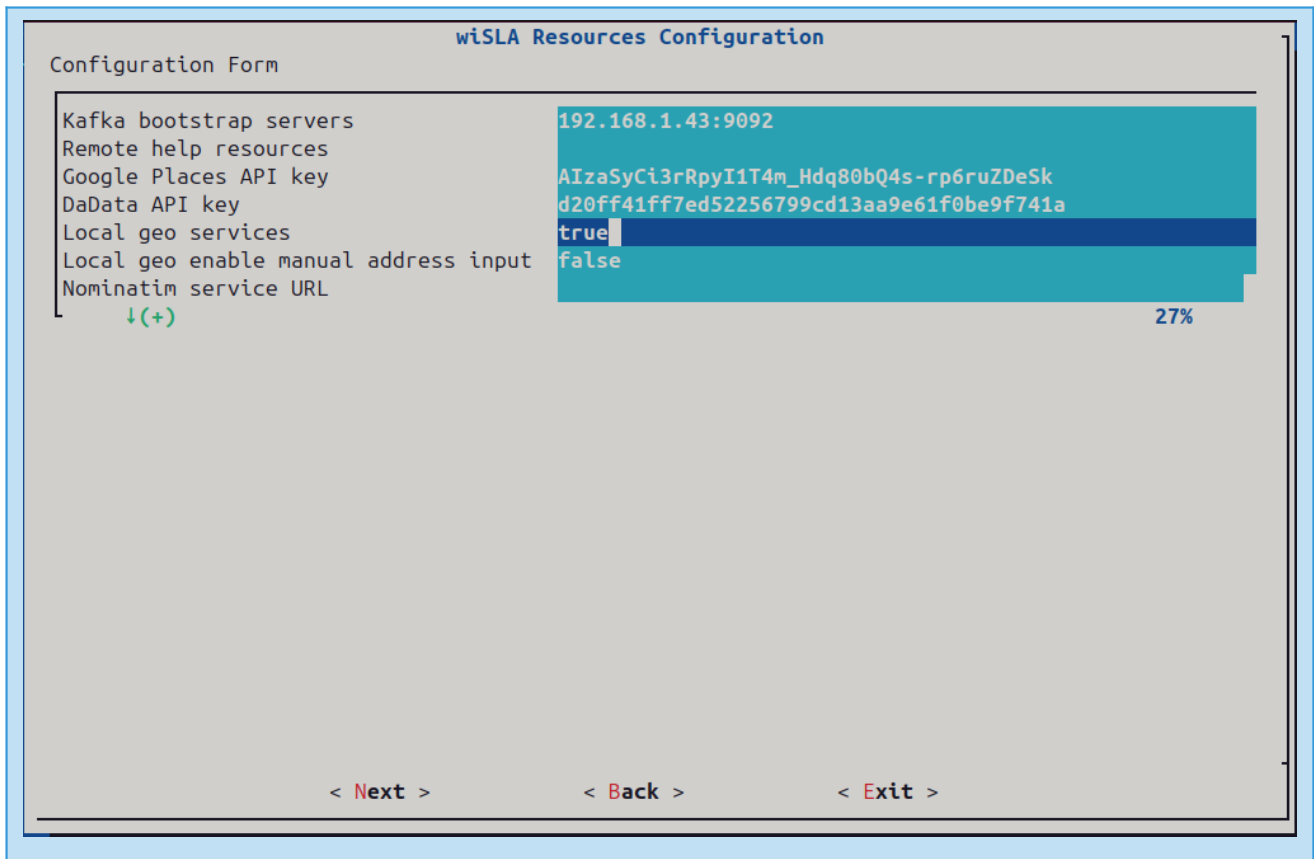 wiSLA Resources Configuration
Configuration Form
Kafka bootstrap servers 192.168.1.43:9092
Remote help resources
Google Places API key AIzaSyCi3rRpyI1T4m_Hdq80bQ4s-rp6ruZDeSk
DaData API key d20ff41ff7ed52256799cd13aa9e61f0be9f741a
Local geo services true
Local geo enable manual address input false
Nominatim service URL
↓(+) 27%
< Next > < Back > < Exit >